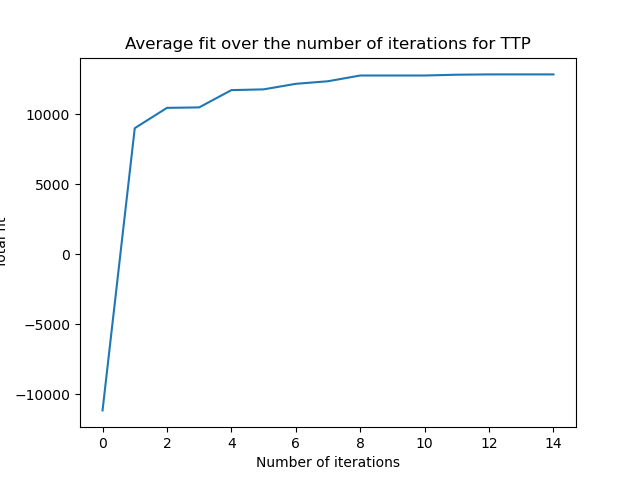 Average fit over the number of iterations for TTP
10000
5000
0
−5000
−10000
0 2 4 6 8 10 12 14
Number of iterations